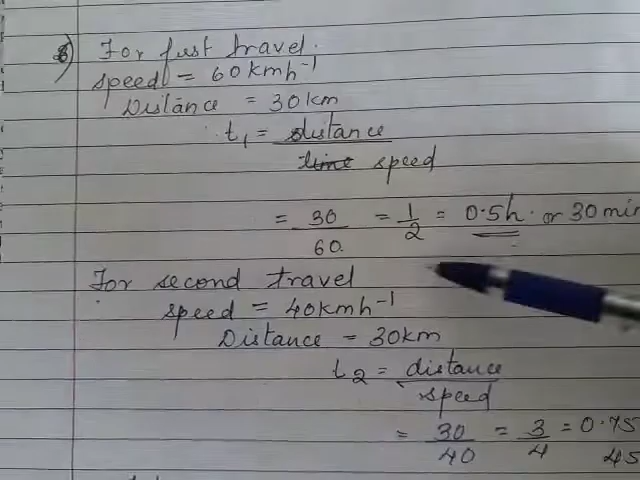 8) For first travel.
speed = 60kmh⁻¹
Distance = 30km
∴ t₁ = distance
time speed
= 30 = 1 = 0.5h. or 30 min
60. 2
For second travel
speed = 40kmh⁻¹
Distance = 30km
t₂ = distance
speed
= 30 = 3 = 0.75
40 4 45